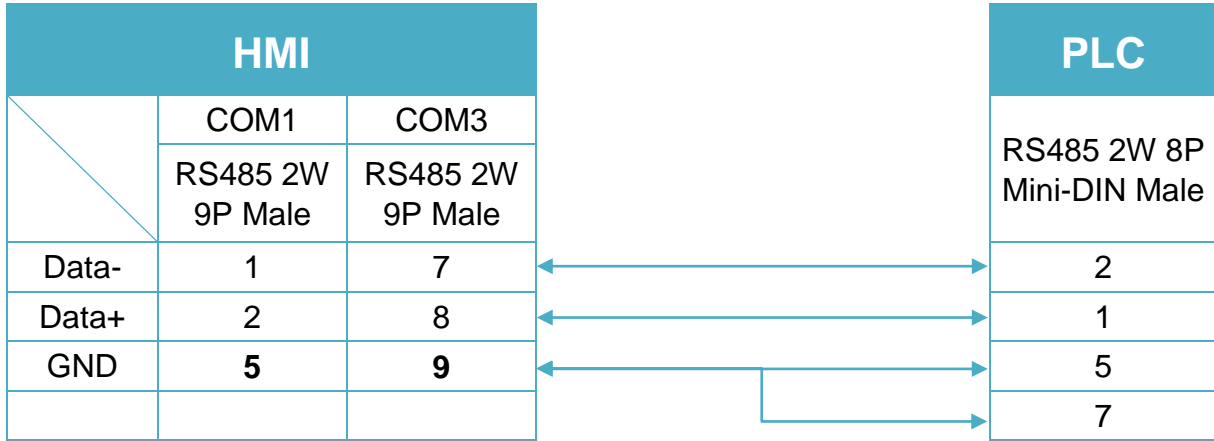 HMI PLC
COM1 COM3
RS485 2W 9P Male RS485 2W 9P Male RS485 2W 8P Mini-DIN Male
Data- 1 7 2
Data+ 2 8 1
GND 5 9 5
7